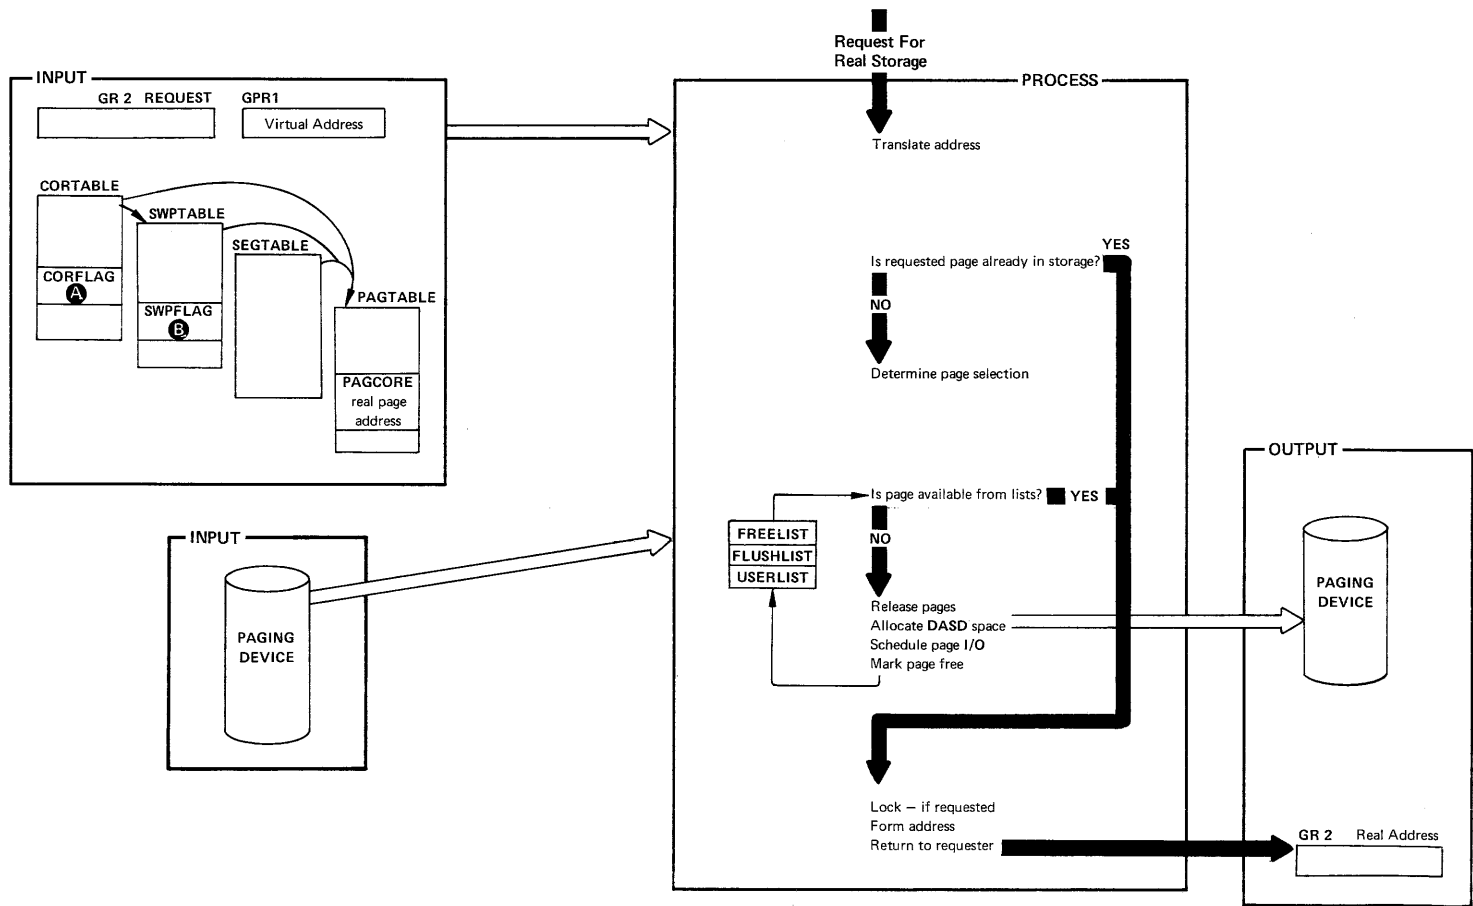 Request For
Real Storage
INPUT
GR 2 REQUEST
GPR1
Virtual Address
CORTABLE
SWPTABLE
SEGTABLE
PAGTABLE
CORFLAG
A
SWPFLAG
B
PAGCORE
real page
address
INPUT
PAGING
DEVICE
PROCESS
Translate address
Is requested page already in storage?
YES
NO
Determine page selection
Is page available from lists?
YES
NO
FREELIST
FLUSHLIST
USERLIST
Release pages
Allocate DASD space
Schedule page I/O
Mark page free
Lock – if requested
Form address
Return to requester
OUTPUT
PAGING
DEVICE
GR 2 Real Address